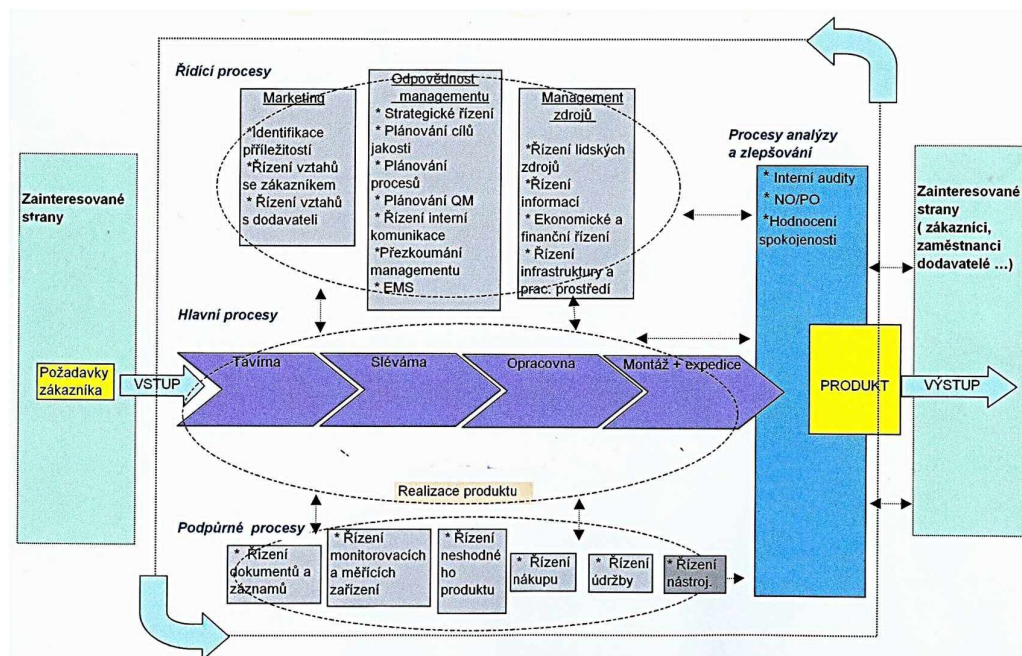 Řídící procesy
Marketing
*Identifikace
příležitostí
*Řízení vztahů
se zákazníkem
* Řízení vztahů
s dodavateli
Odpovědnost
managementu
* Strategické řízení
* Plánování cílů
jakosti
* Plánování
procesů
* Plánování QM
* Řízení interní
komunikace
*Přezkoumání
managementu
* EMS
Management
zdrojů
*Řízení lidských
zdrojů
*Řízení
informací
* Ekonomické a
finanční řízení
* Řízení
infrastruktury a
prac. prostředí
Procesy analýzy
a zlepšování
* Interní audity
* NO/PO
*Hodnocení
spokojenosti
Zainteresované
strany
Zainteresované
strany
( zákazníci,
zaměstnanci
dodavatelé ...)
Hlavní procesy
Požadavky
zákazníka
VSTUP
Tavírna
Slévárna
Opracovna
Montáž + expedice
PRODUKT
VÝSTUP
Realizace produktu
Podpůrné procesy
* Řízení
dokumentů a
záznamů
* Řízení
monitorovacích
a měřících
zařízení
* Řízení
neshodné
ho
produktu
* Řízení
nákupu
* Řízení
údržby
* Řízení
nástroj.